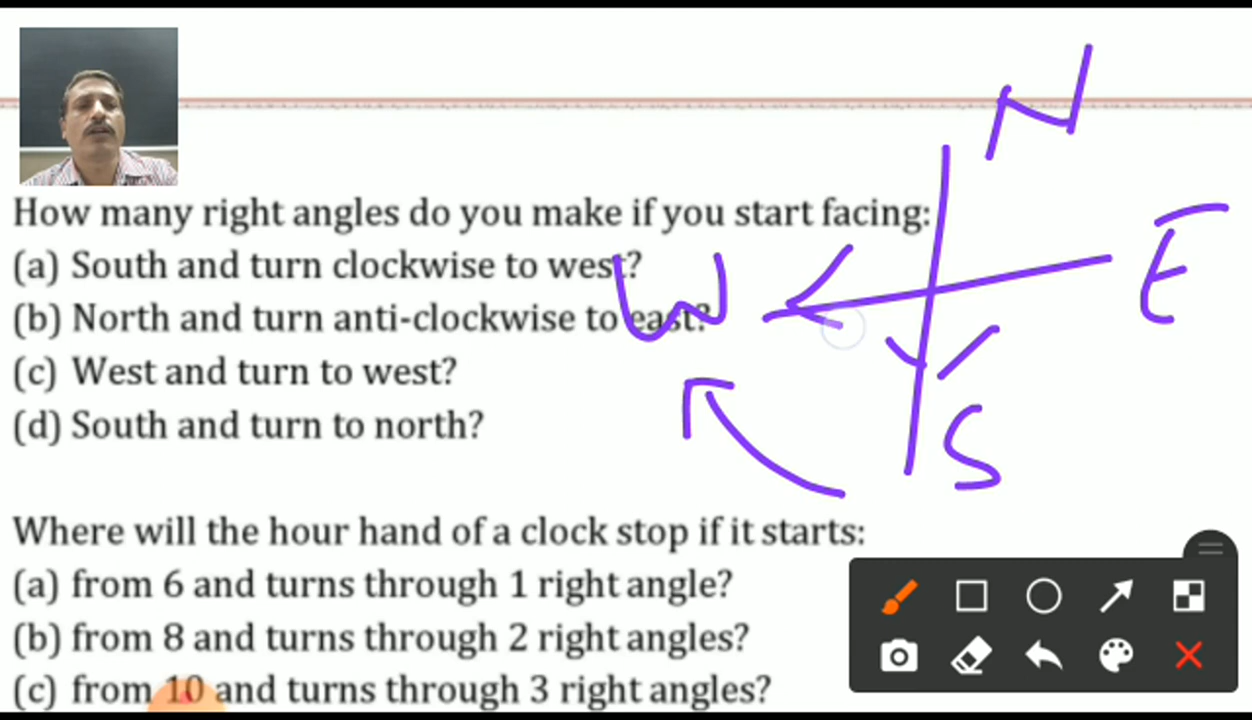 How many right angles do you make if you start facing:
(a) South and turn clockwise to west?
(b) North and turn anti-clockwise to east?
(c) West and turn to west?
(d) South and turn to north?
Where will the hour hand of a clock stop if it starts:
(a) from 6 and turns through 1 right angle?
(b) from 8 and turns through 2 right angles?
(c) from 10 and turns through 3 right angles?
N
W
E
S